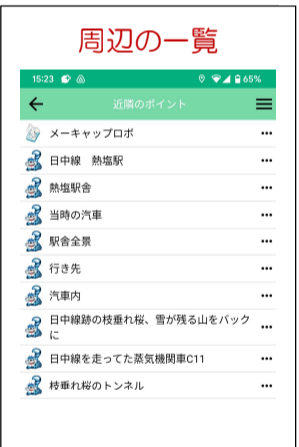 周辺の一覧
15:23 65%
近隣のポイント
メーキャップロボ
日中線 熱塩駅
熱塩駅舎
当時の汽車
駅舎全景
行き先
汽車内
日中線跡の枝垂れ桜、雪が残る山をバック
に
日中線を走ってた蒸気機関車C11
枝垂れ桜のトンネル